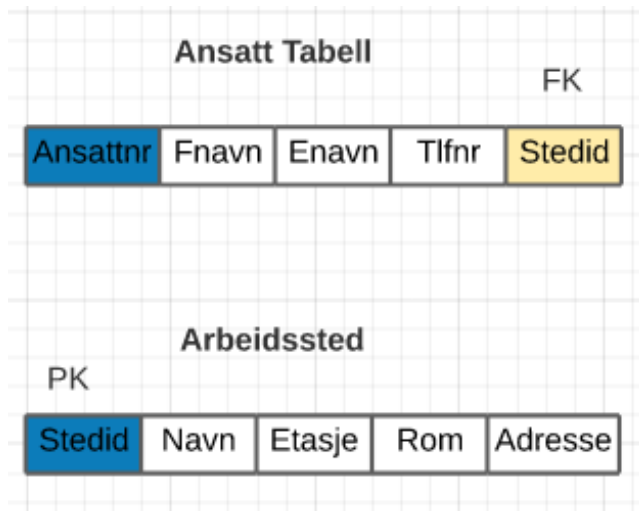 Ansatt Tabell
FK
Ansattnr Fnavn Enavn Tlfnr Stedid
Arbeidssted
PK
Stedid Navn Etasje Rom Adresse